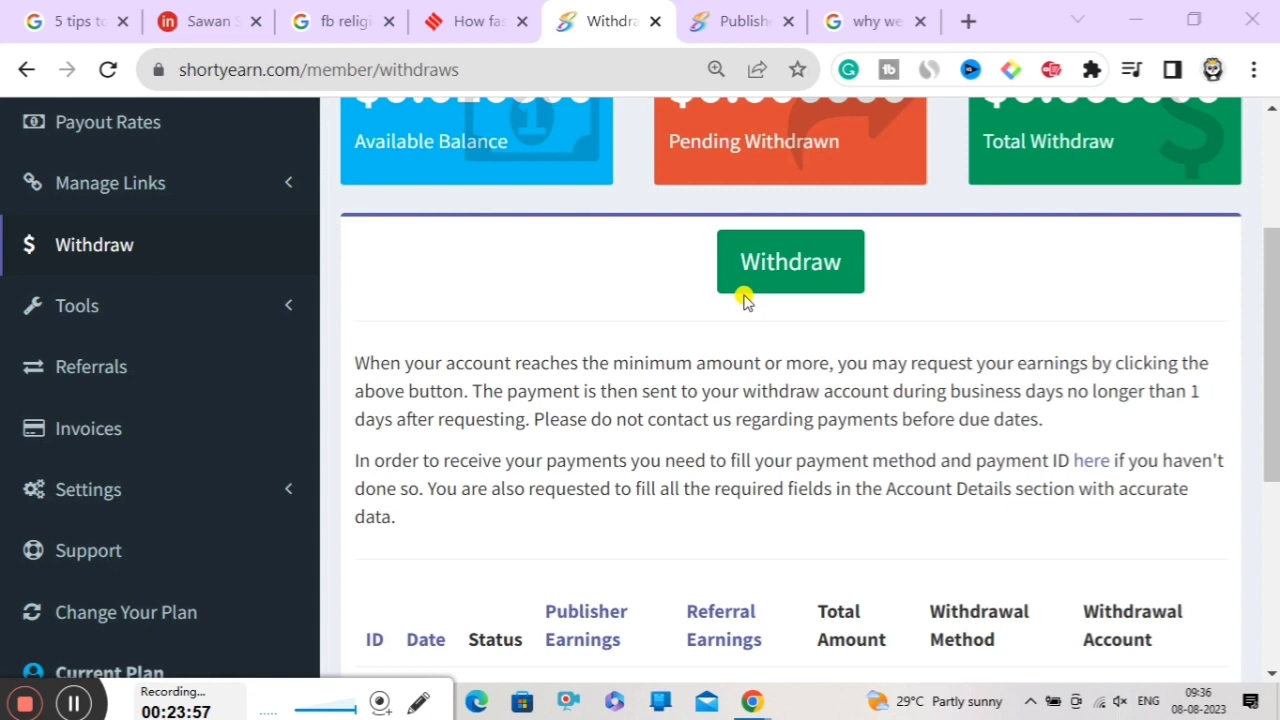 5 tips to
Sawan
fb religi
How fas
Withdra
Publishe
why we
shortyearn.com/member/withdraws
Payout Rates
Manage Links
Withdraw
Tools
Referrals
Invoices
Settings
Support
Change Your Plan
Current Plan
Available Balance
Pending Withdrawn
Total Withdraw
Withdraw
When your account reaches the minimum amount or more, you may request your earnings by clicking the
above button. The payment is then sent to your withdraw account during business days no longer than 1
days after requesting. Please do not contact us regarding payments before due dates.
In order to receive your payments you need to fill your payment method and payment ID here if you haven't
done so. You are also requested to fill all the required fields in the Account Details section with accurate
data.
ID Date Status Publisher Earnings Referral Earnings Total Amount Withdrawal Method Withdrawal Account
Recording...
00:23:57
29°C Partly sunny
ENG
09:36
08-08-2023